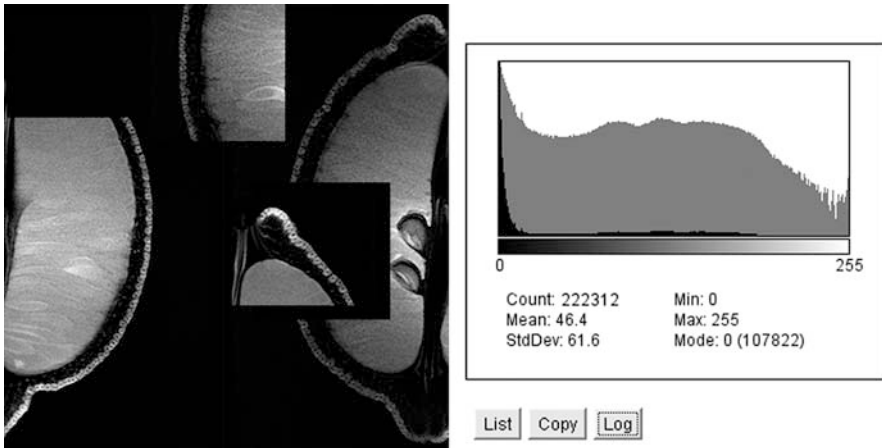 0 255
Count: 222312 Min: 0
Mean: 46.4 Max: 255
StdDev: 61.6 Mode: 0 (107822)
List Copy Log